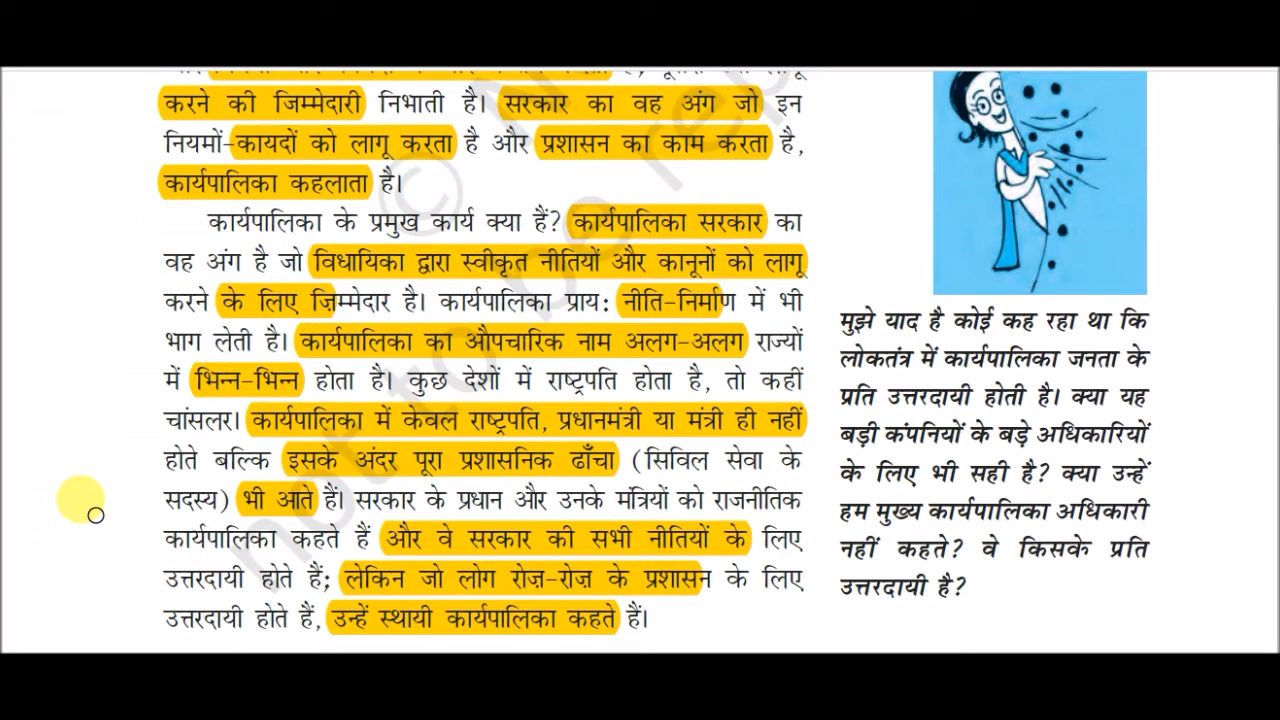 करने की जिम्मेदारी निभाती है। सरकार का वह अंग जो इन
नियमों-कायदों को लागू करता है और प्रशासन का काम करता है,
कार्यपालिका कहलाता है।
कार्यपालिका के प्रमुख कार्य क्या हैं? कार्यपालिका सरकार का
वह अंग है जो विधायिका द्वारा स्वीकृत नीतियों और कानूनों को लागू
करने के लिए ज़िम्मेदार है। कार्यपालिका प्राय: नीति-निर्माण में भी
भाग लेती है। कार्यपालिका का औपचारिक नाम अलग-अलग राज्यों
में भिन्न-भिन्न होता है। कुछ देशों में राष्ट्रपति होता है, तो कहीं
चांसलर। कार्यपालिका में केवल राष्ट्रपति, प्रधानमंत्री या मंत्री ही नहीं
होते बल्कि इसके अंदर पूरा प्रशासनिक ढाँचा (सिविल सेवा के
सदस्य) भी आते हैं। सरकार के प्रधान और उनके मंत्रियों को राजनीतिक
कार्यपालिका कहते हैं और वे सरकार की सभी नीतियों के लिए
उत्तरदायी होते हैं; लेकिन जो लोग रोज़-रोज़ के प्रशासन के लिए
उत्तरदायी होते हैं, उन्हें स्थायी कार्यपालिका कहते हैं।
मुझे याद है कोई कह रहा था कि
लोकतंत्र में कार्यपालिका जनता के
प्रति उत्तरदायी होती है। क्या यह
बड़ी कंपनियों के बड़े अधिकारियों
के लिए भी सही है? क्या उन्हें
हम मुख्य कार्यपालिका अधिकारी
नहीं कहते? वे किसके प्रति
उत्तरदायी है?
© N
not to be rep